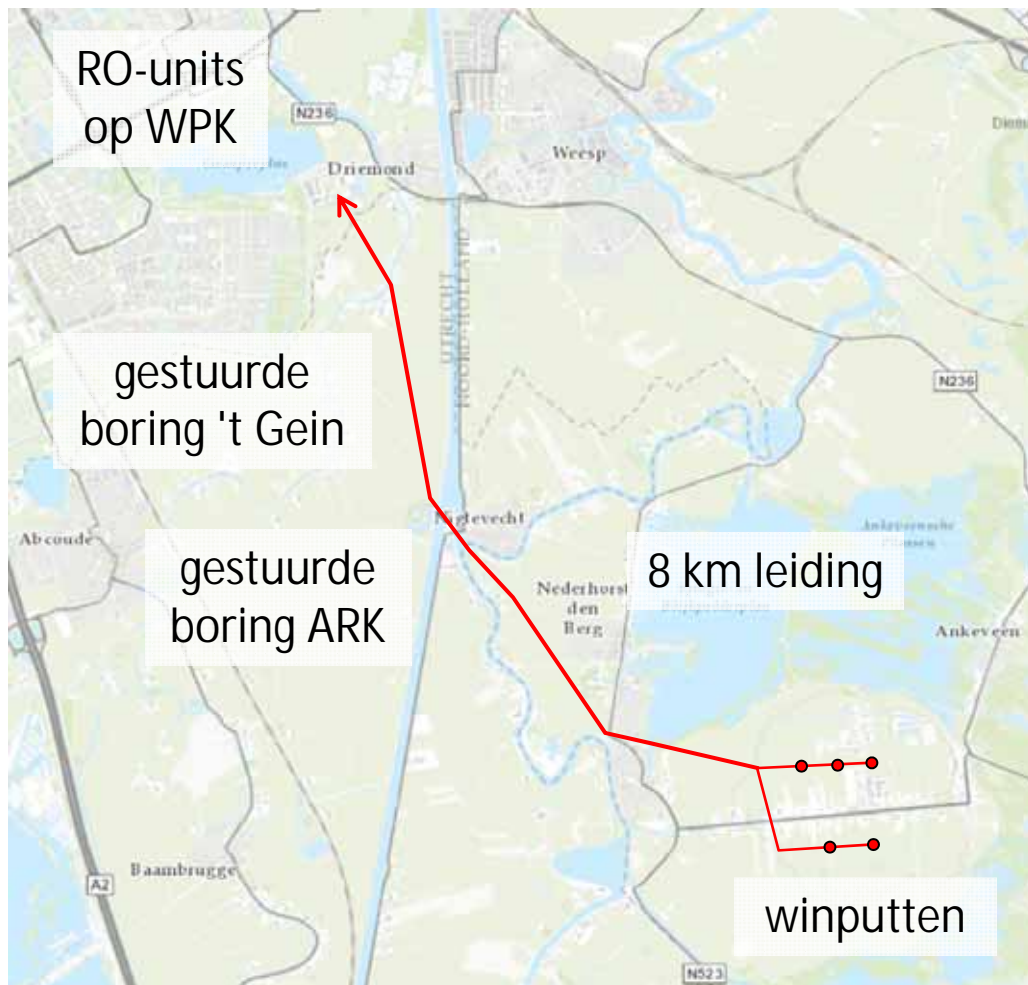 RO-units
op WPK
N236
Driemond
Weesp
UTRECHT
NOORD-HOLLAND
gestuurde
boring 't Gein
N236
Abcoude
Nigtevecht
gestuurde
boring ARK
Nederhorst
den
Berg
8 km leiding
Ankeveensche
Plassen
Ankeveen
Baambrugge
A2
winputten
N523